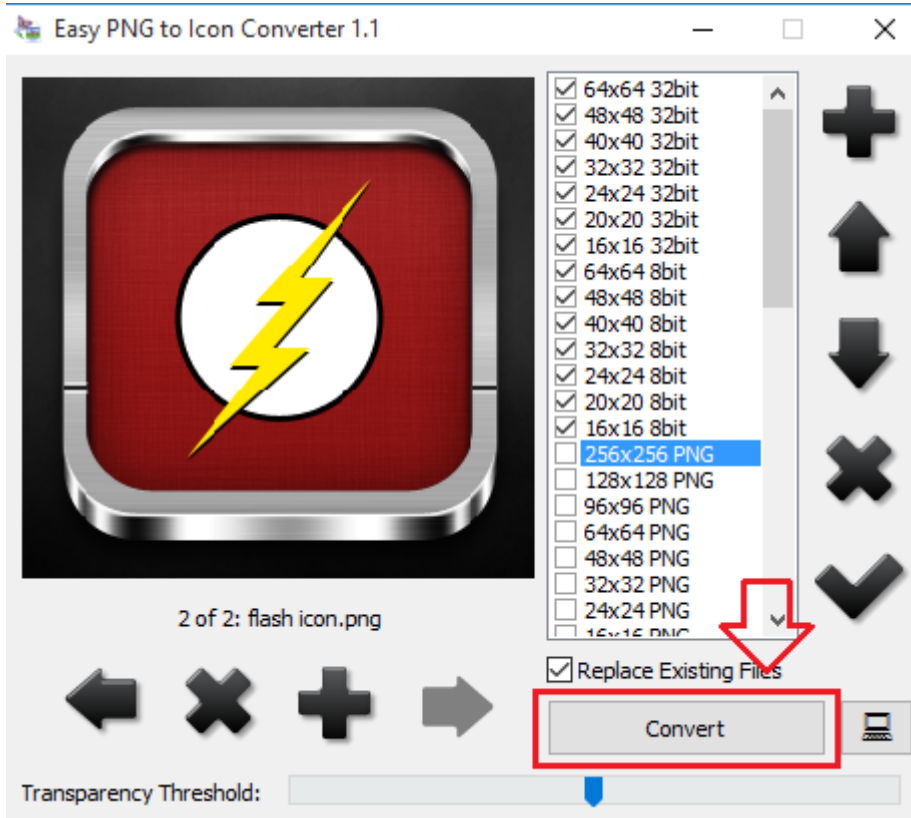 Easy PNG to Icon Converter 1.1
64x64 32bit
48x48 32bit
40x40 32bit
32x32 32bit
24x24 32bit
20x20 32bit
16x16 32bit
64x64 8bit
48x48 8bit
40x40 8bit
32x32 8bit
24x24 8bit
20x20 8bit
16x16 8bit
256x256 PNG
128x128 PNG
96x96 PNG
64x64 PNG
48x48 PNG
32x32 PNG
24x24 PNG
16x16 PNG
2 of 2: flash icon.png
Replace Existing Files
Convert
Transparency Threshold: